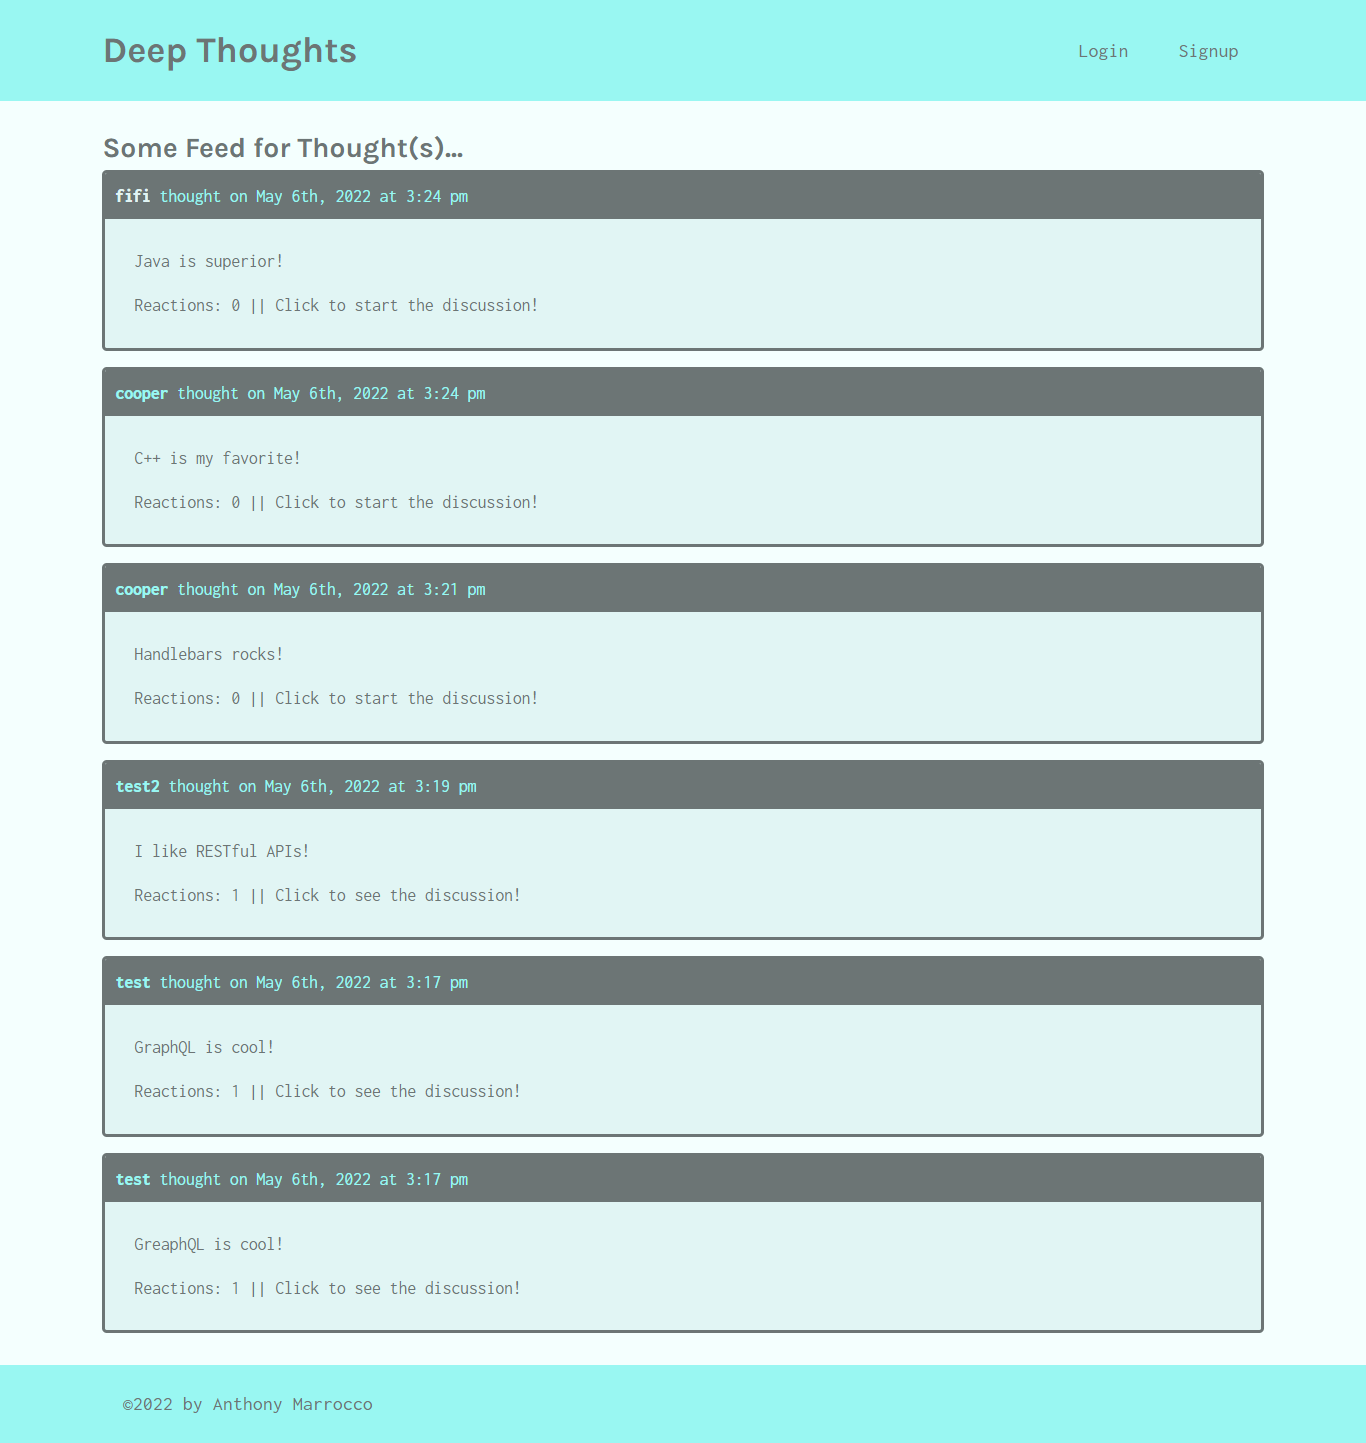 Deep Thoughts
Login
Signup
Some Feed for Thought(s)...
fifi thought on May 6th, 2022 at 3:24 pm
Java is superior!
Reactions: 0 || Click to start the discussion!
cooper thought on May 6th, 2022 at 3:24 pm
C++ is my favorite!
Reactions: 0 || Click to start the discussion!
cooper thought on May 6th, 2022 at 3:21 pm
Handlebars rocks!
Reactions: 0 || Click to start the discussion!
test2 thought on May 6th, 2022 at 3:19 pm
I like RESTful APIs!
Reactions: 1 || Click to see the discussion!
test thought on May 6th, 2022 at 3:17 pm
GraphQL is cool!
Reactions: 1 || Click to see the discussion!
test thought on May 6th, 2022 at 3:17 pm
GreaphQL is cool!
Reactions: 1 || Click to see the discussion!
©2022 by Anthony Marrocco